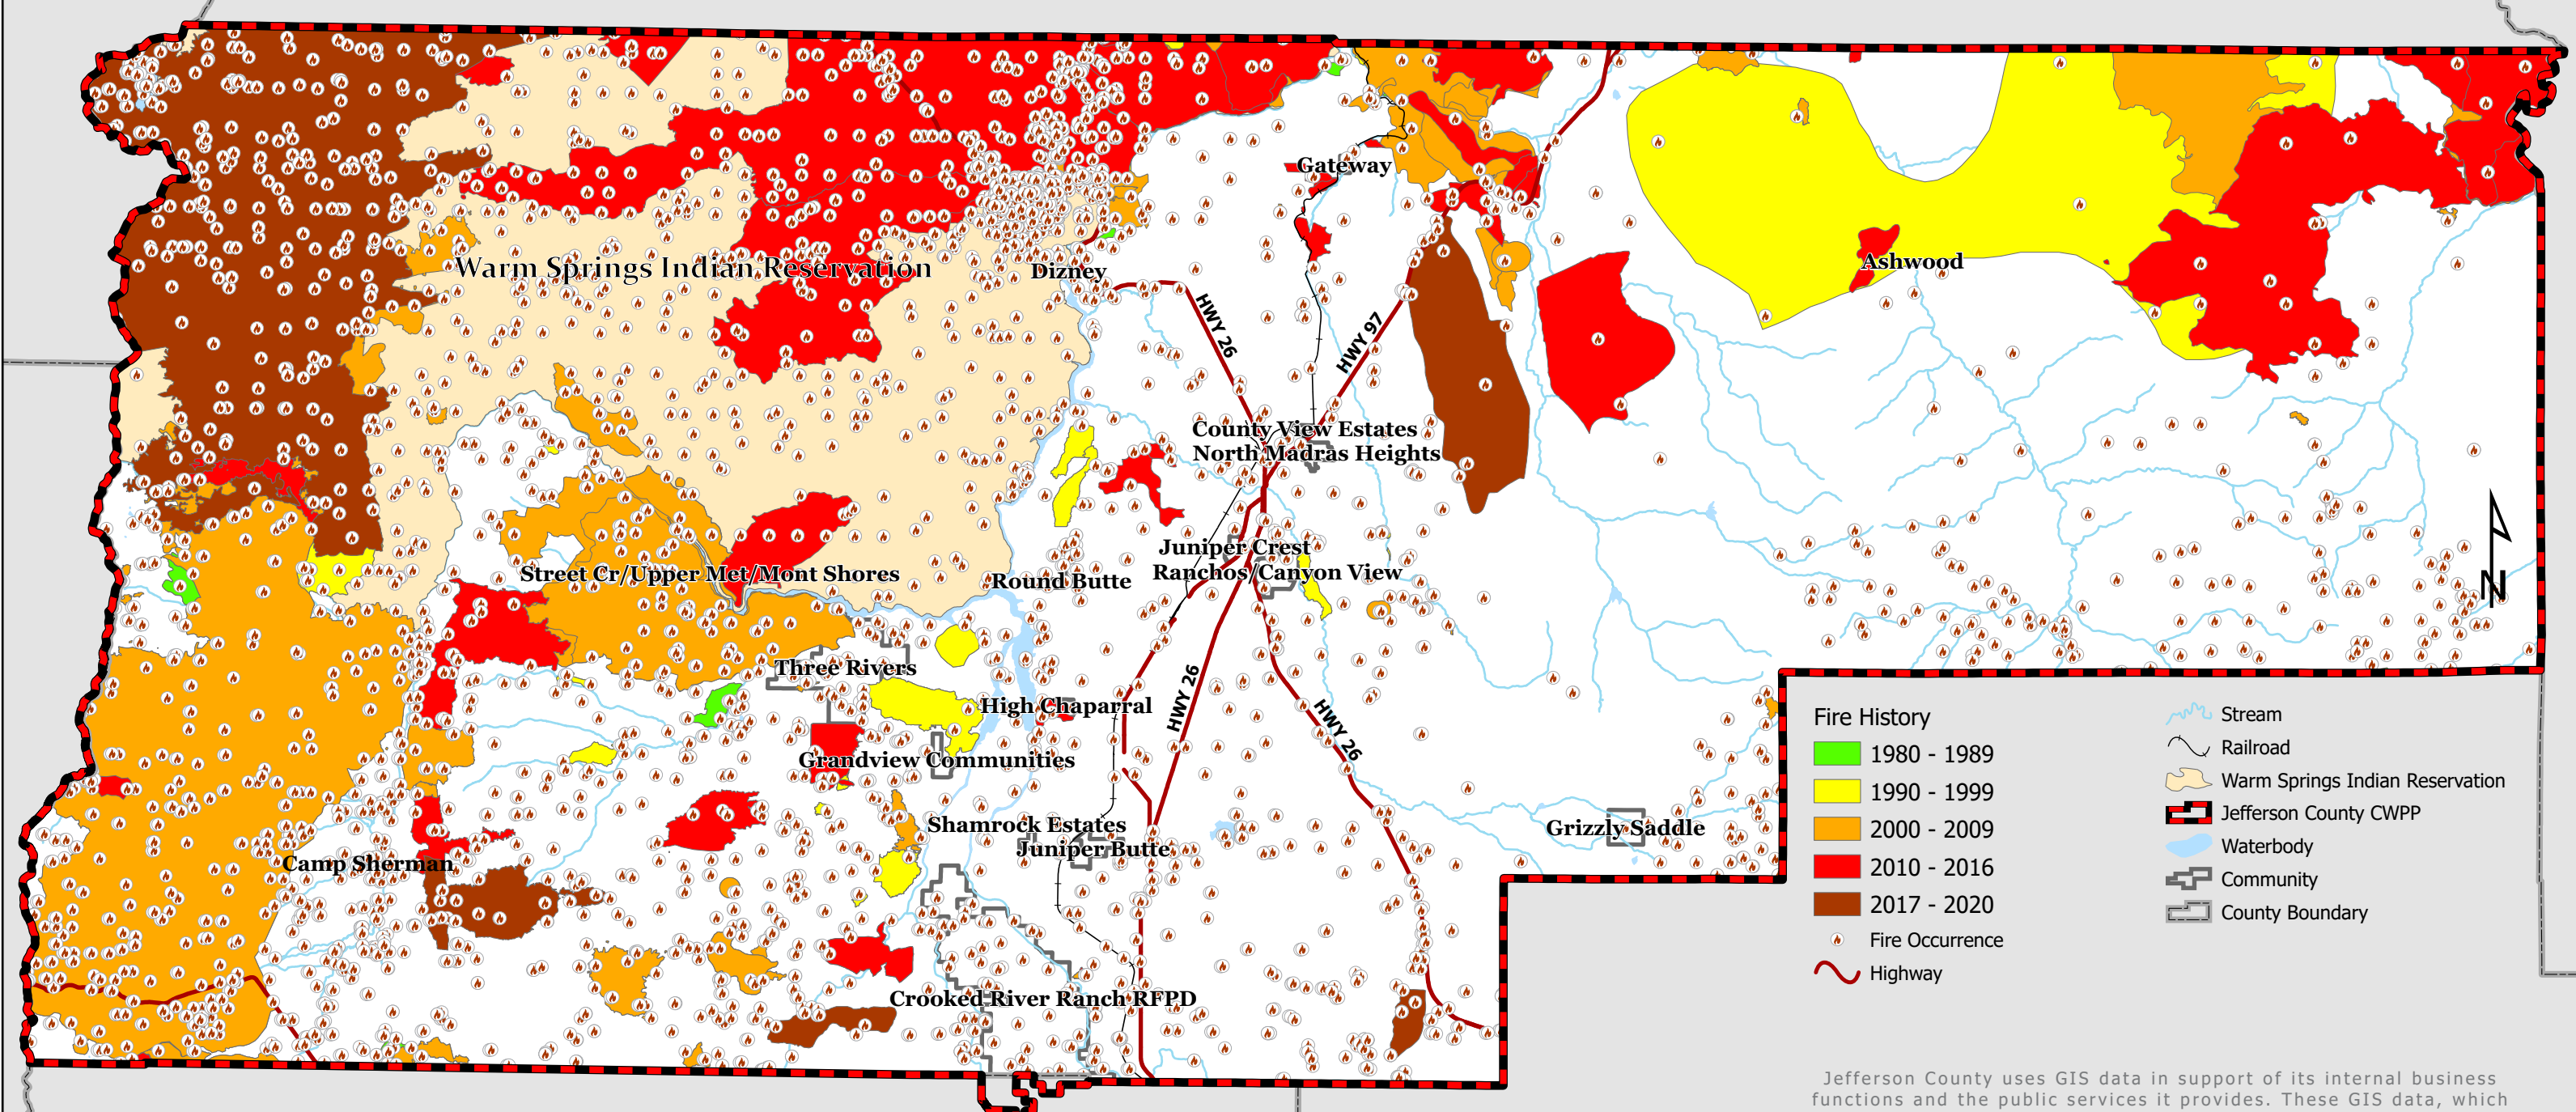 Gateway
Warm Springs Indian Reservation
Dizney
Ashwood
HWY 26
HWY 97
County View Estates
North Madras Heights
Juniper Crest
Ranchos/Canyon View
Street Cr/Upper Met/Mont Shores
Round Butte
Three Rivers
High Chaparral
HWY 26
HWY 26
Grandview Communities
Shamrock Estates
Juniper Butte
Grizzly Saddle
Camp Sherman
Crooked River Ranch RFPD
N
Fire History
1980 - 1989
1990 - 1999
2000 - 2009
2010 - 2016
2017 - 2020
Fire Occurrence
Highway
Stream
Railroad
Warm Springs Indian Reservation
Jefferson County CWPP
Waterbody
Community
County Boundary
Jefferson County uses GIS data in support of its internal business
functions and the public services it provides. These GIS data, which